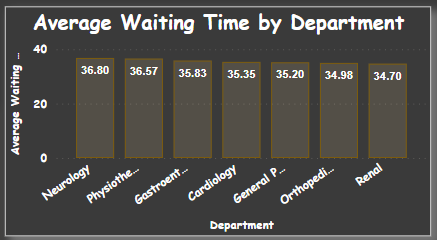 Average Waiting Time by Department
40
20
0
Average Waiting ...
36.80
36.57
35.83
35.35
35.20
34.98
34.70
Neurology
Physiothe...
Gastroent...
Cardiology
General P...
Orthopedi...
Renal
Department